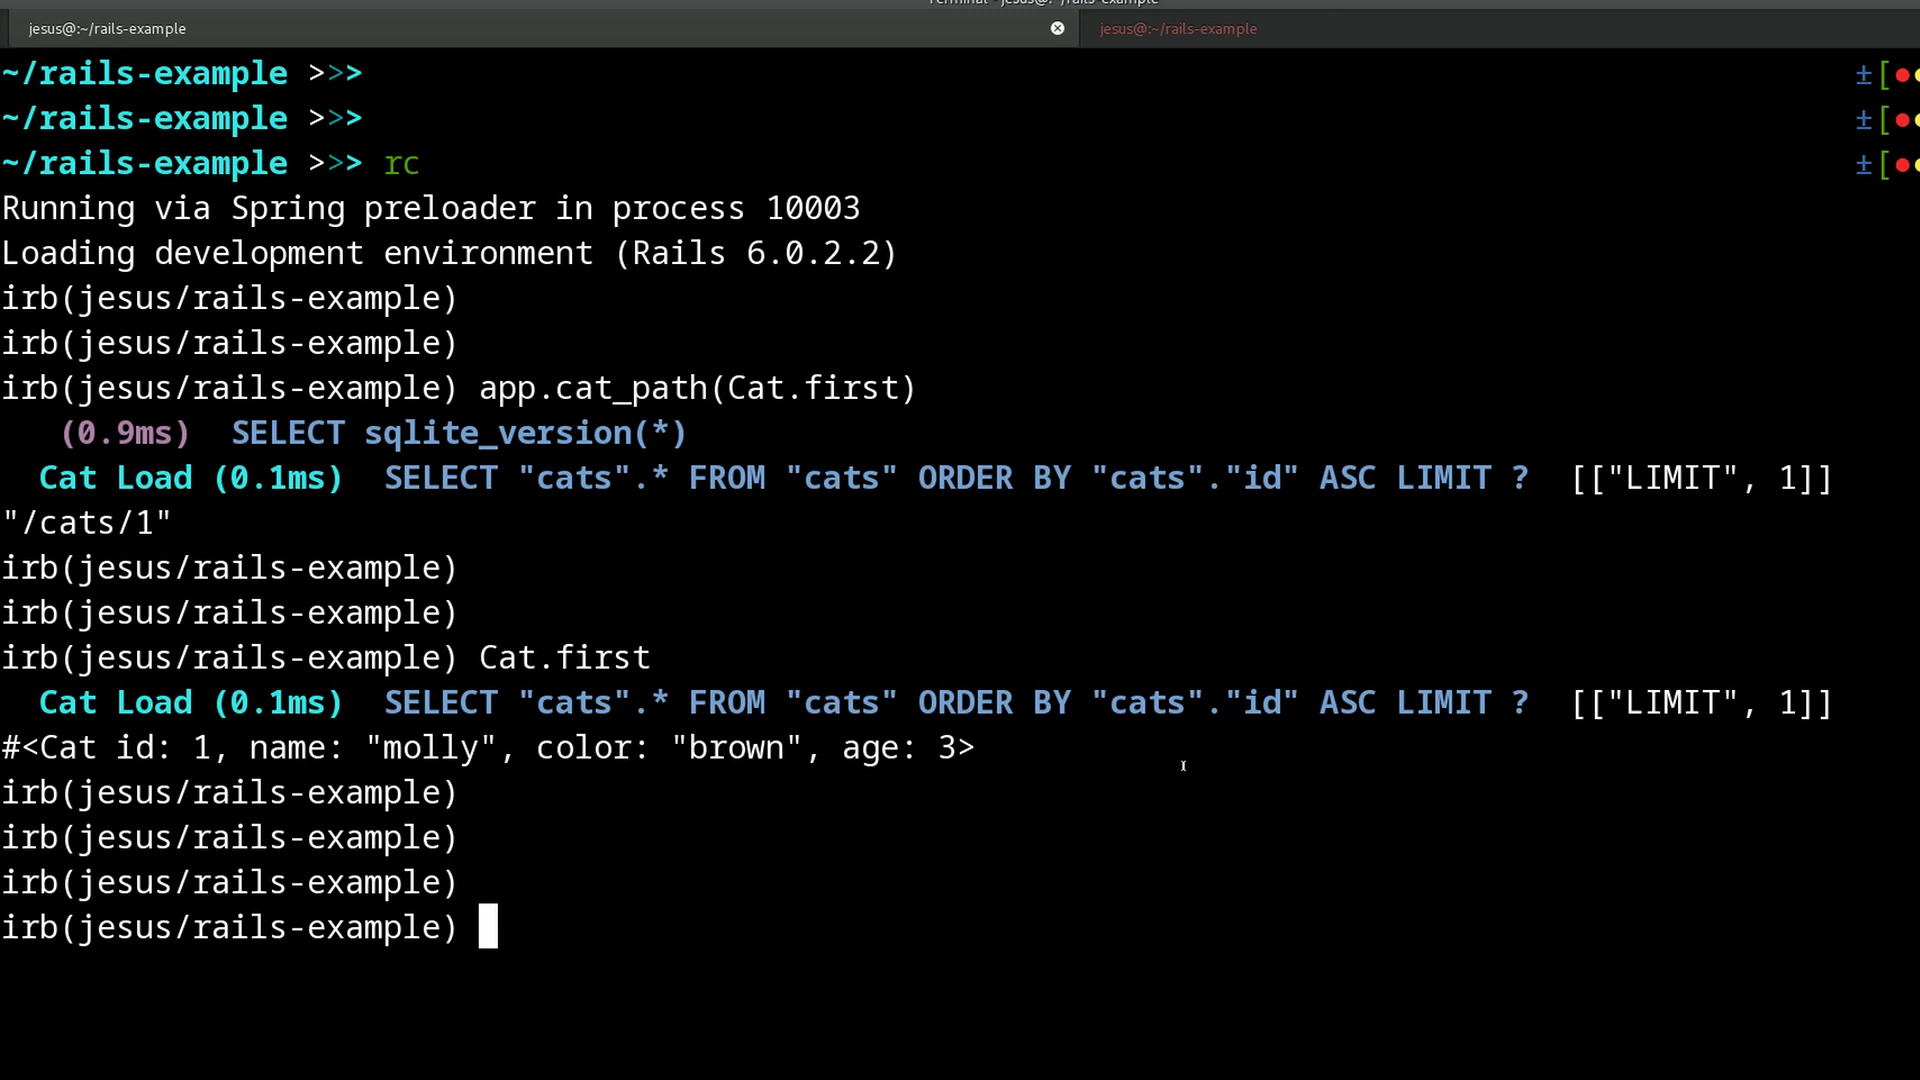 Terminal - jesus@:~/rails-example
jesus@:~/rails-example
jesus@:~/rails-example
~/rails-example >>>
~/rails-example >>>
~/rails-example >>> rc
Running via Spring preloader in process 10003
Loading development environment (Rails 6.0.2.2)
irb(jesus/rails-example)
irb(jesus/rails-example)
irb(jesus/rails-example) app.cat_path(Cat.first)
(0.9ms)  SELECT sqlite_version(*)
Cat Load (0.1ms)  SELECT "cats".* FROM "cats" ORDER BY "cats"."id" ASC LIMIT ?  [["LIMIT", 1]]
"/cats/1"
irb(jesus/rails-example)
irb(jesus/rails-example)
irb(jesus/rails-example) Cat.first
Cat Load (0.1ms)  SELECT "cats".* FROM "cats" ORDER BY "cats"."id" ASC LIMIT ?  [["LIMIT", 1]]
#<Cat id: 1, name: "molly", color: "brown", age: 3>
irb(jesus/rails-example)
irb(jesus/rails-example)
irb(jesus/rails-example)
irb(jesus/rails-example)